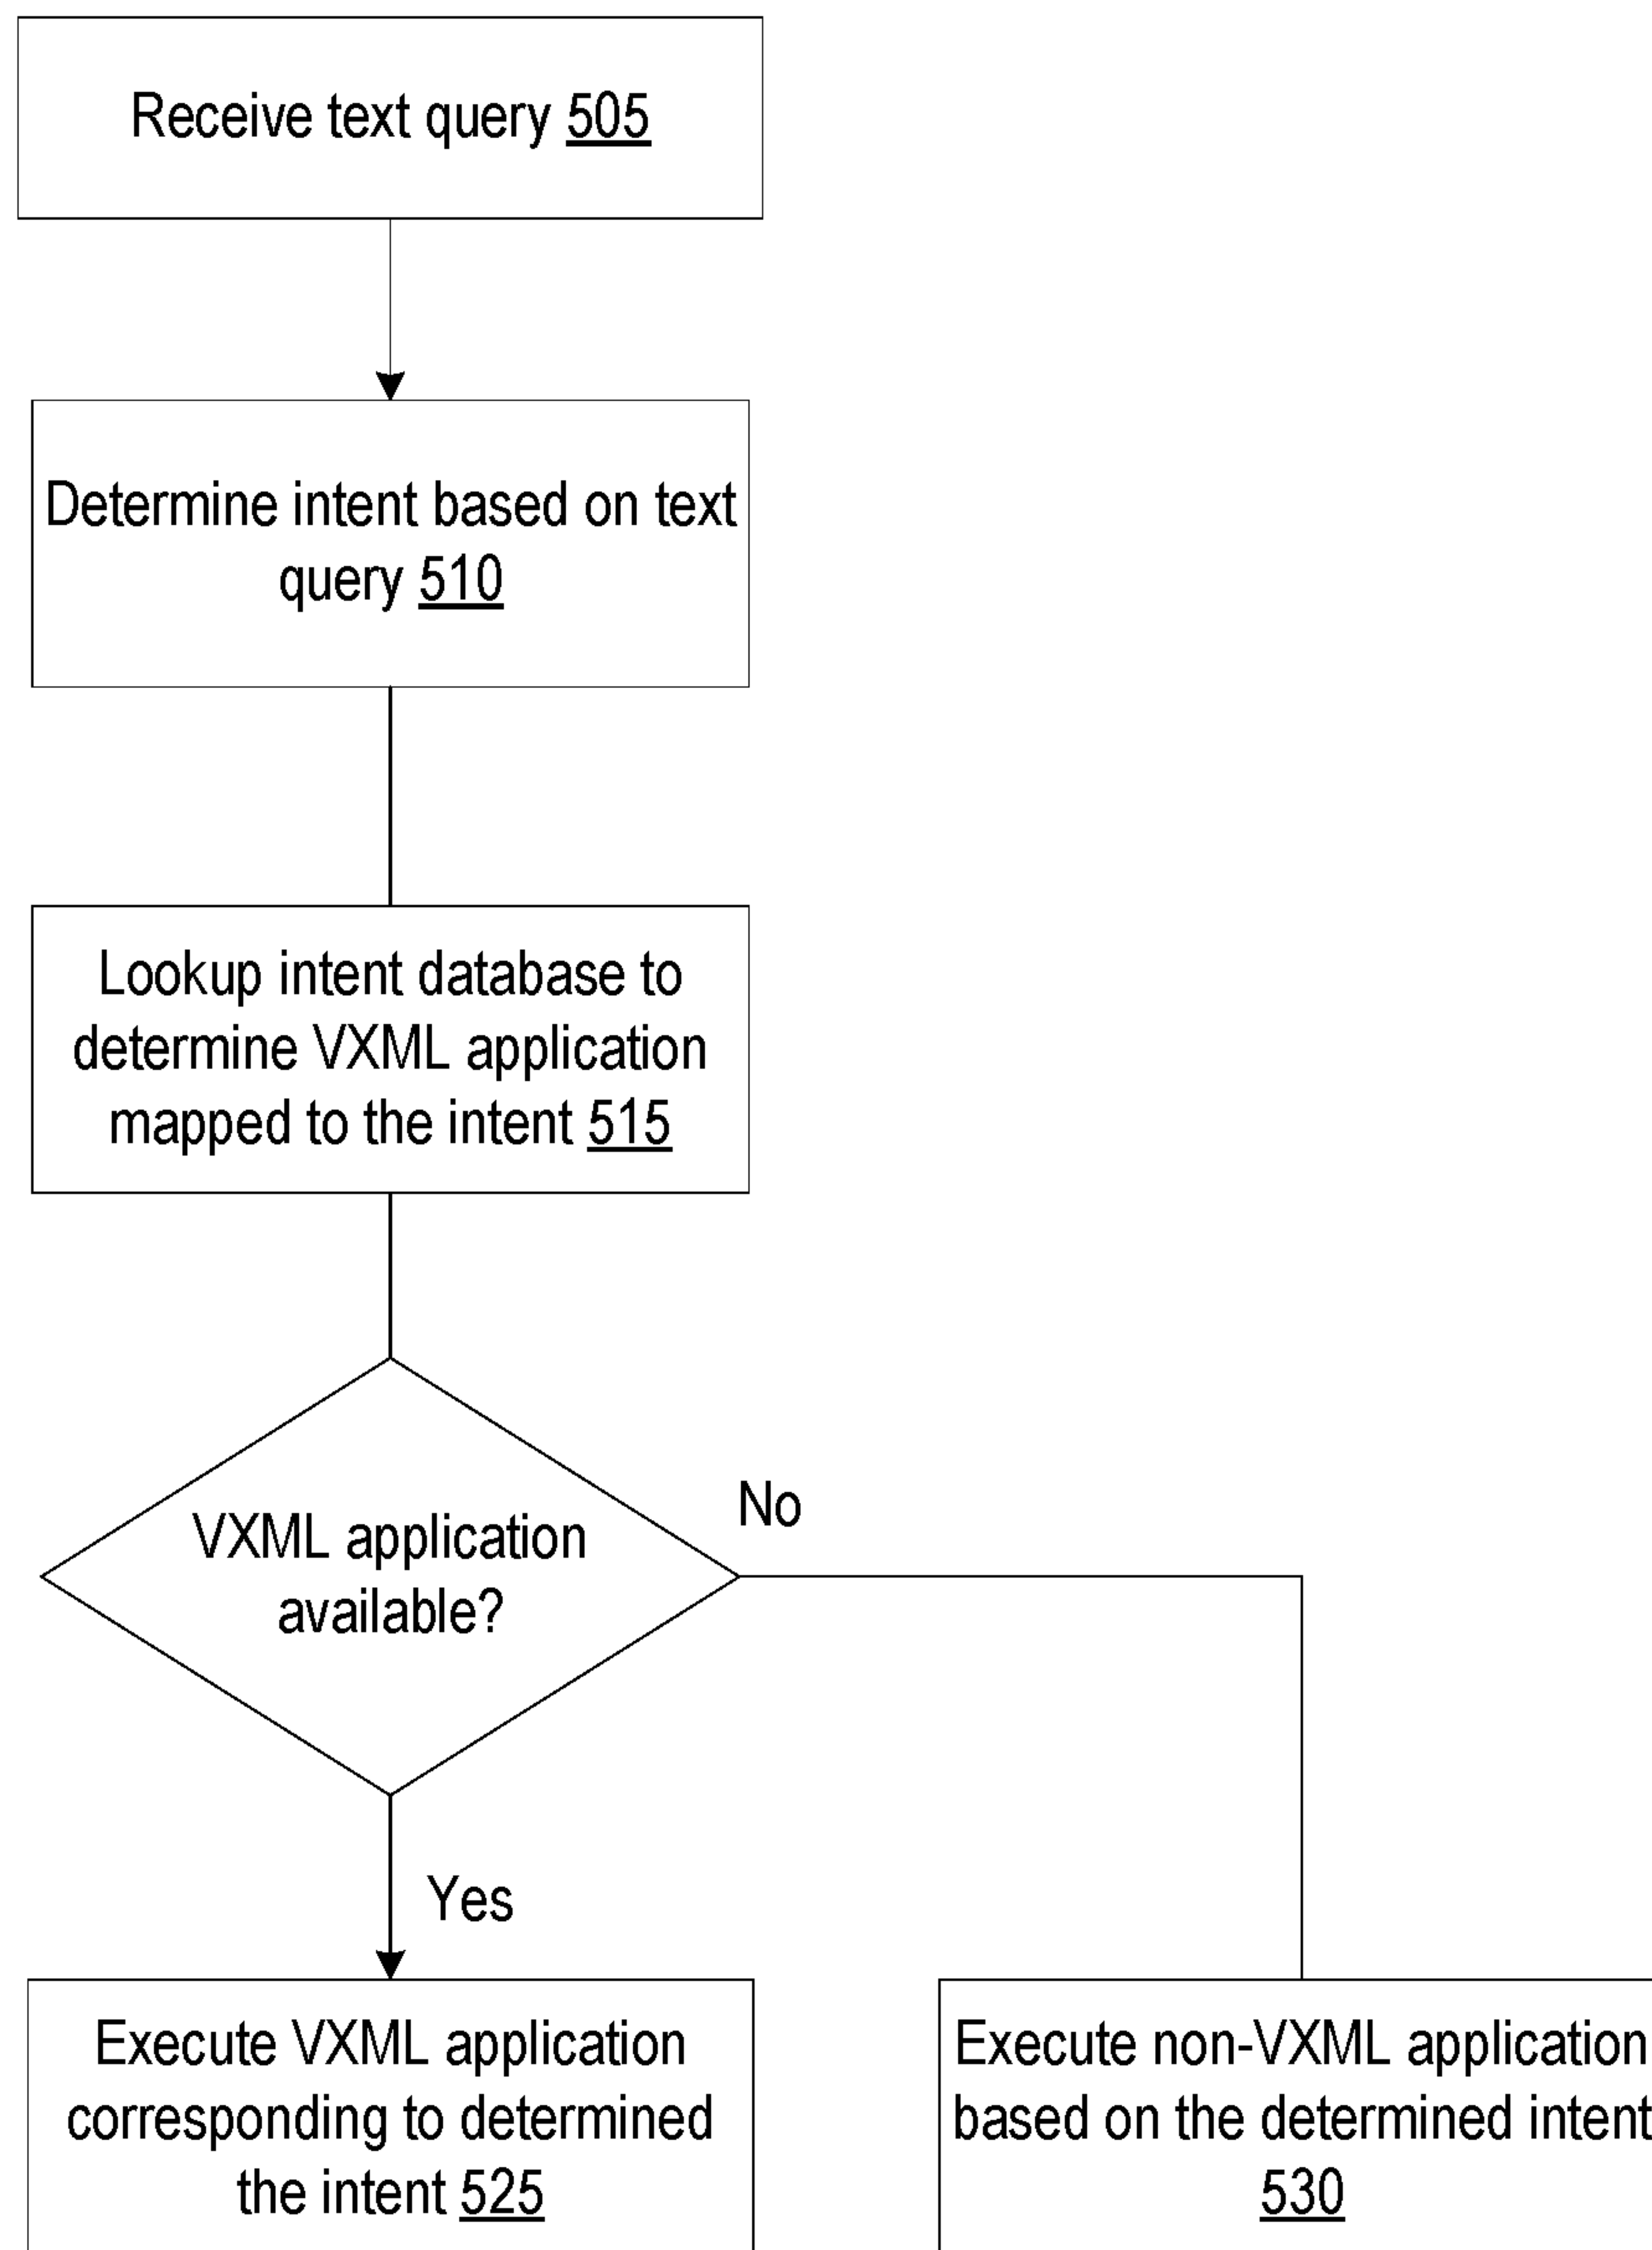 Receive text query 505
Determine intent based on text
query 510
Lookup intent database to
determine VXML application
mapped to the intent 515
VXML application
available?
No
Yes
Execute VXML application
corresponding to determined
the intent 525
Execute non-VXML application
based on the determined intent
530